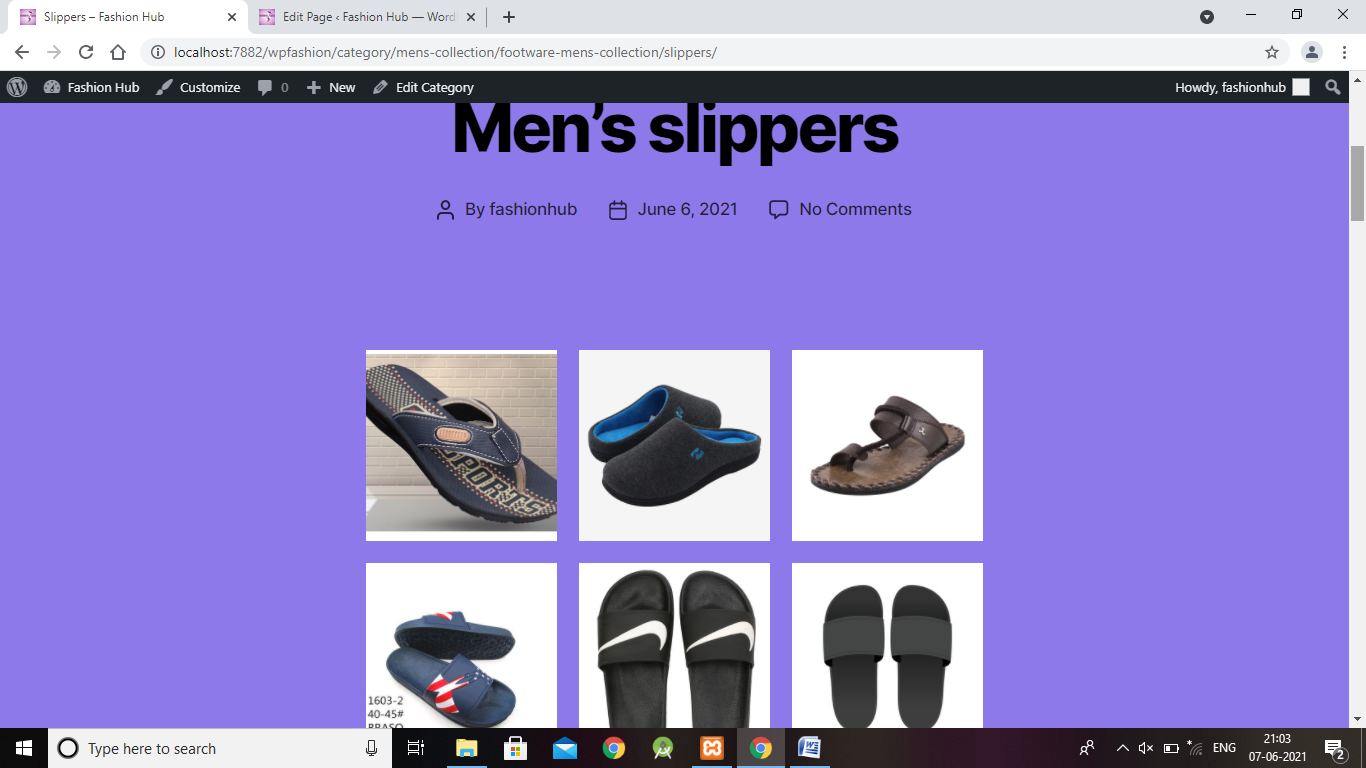 Slippers – Fashion Hub
Edit Page ‹ Fashion Hub — Word
localhost:7882/wpfashion/category/mens-collection/footware-mens-collection/slippers/
Fashion Hub Customize 0 New Edit Category Howdy, fashionhub
Men's slippers
By fashionhub June 6, 2021 No Comments
SPORTS
1603-2
40-45#
BRASO
Type here to search
ENG
21:03
07-06-2021
2